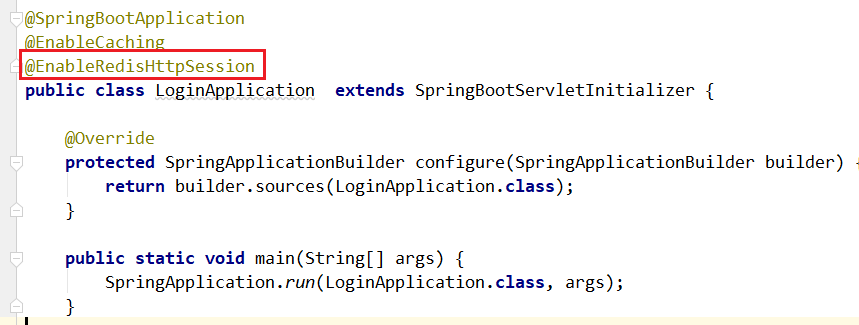 @SpringBootApplication
@EnableCaching
@EnableRedisHttpSession
public class LoginApplication  extends SpringBootServletInitializer {
@Override
protected SpringApplicationBuilder configure(SpringApplicationBuilder builder) {
return builder.sources(LoginApplication.class);
}
public static void main(String[] args) {
SpringApplication.run(LoginApplication.class, args);
}